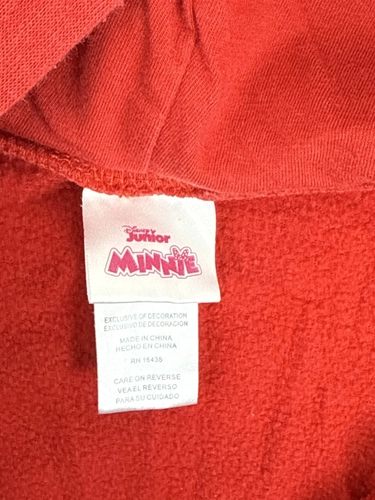 Disney
Junior
MINNIE
EXCLUSIVE OF DECORATION
EXCLUSIVO DE DECORACION
MADE IN CHINA
HECHO EN CHINA
RN 15438
CARE ON REVERSE
VEA EL REVERSO
PARA SU CUIDADO